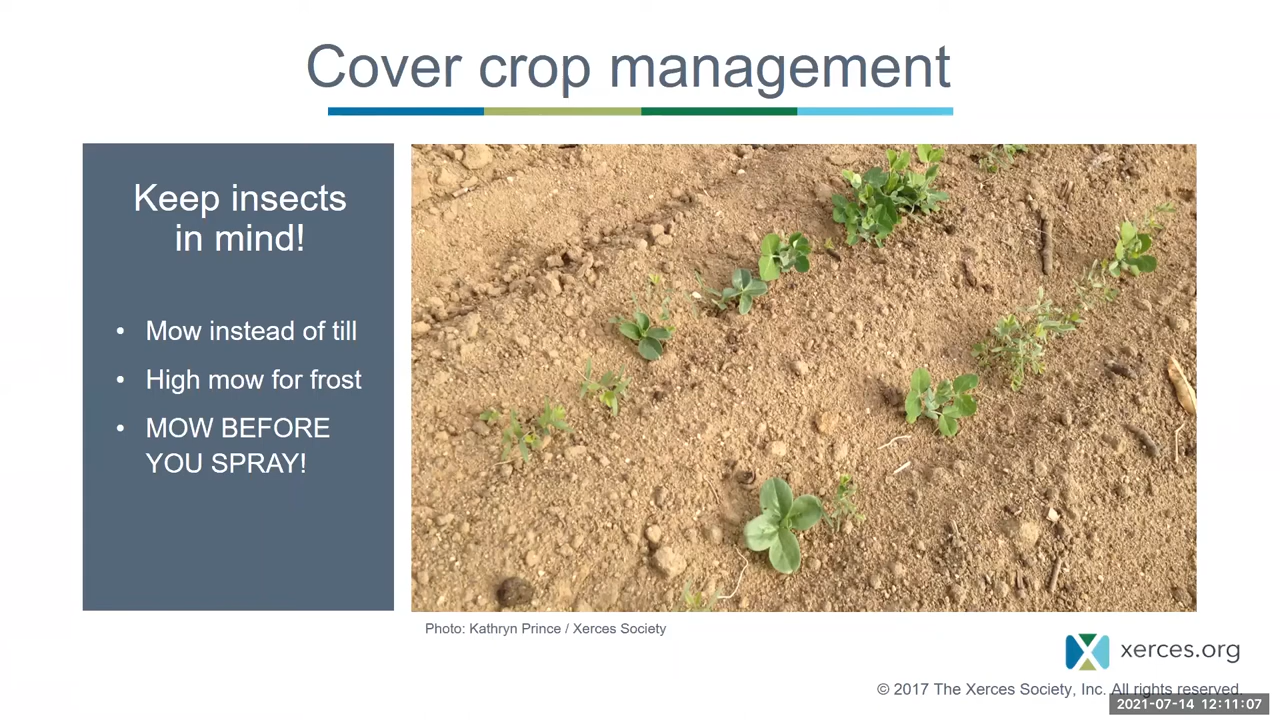 Cover crop management
Keep insects
in mind!
• Mow instead of till
• High mow for frost
• MOW BEFORE
YOU SPRAY!
Photo: Kathryn Prince / Xerces Society
xerces.org
© 2017 The Xerces Society, Inc. All rights reserved.
2021-07-14 12:11:07